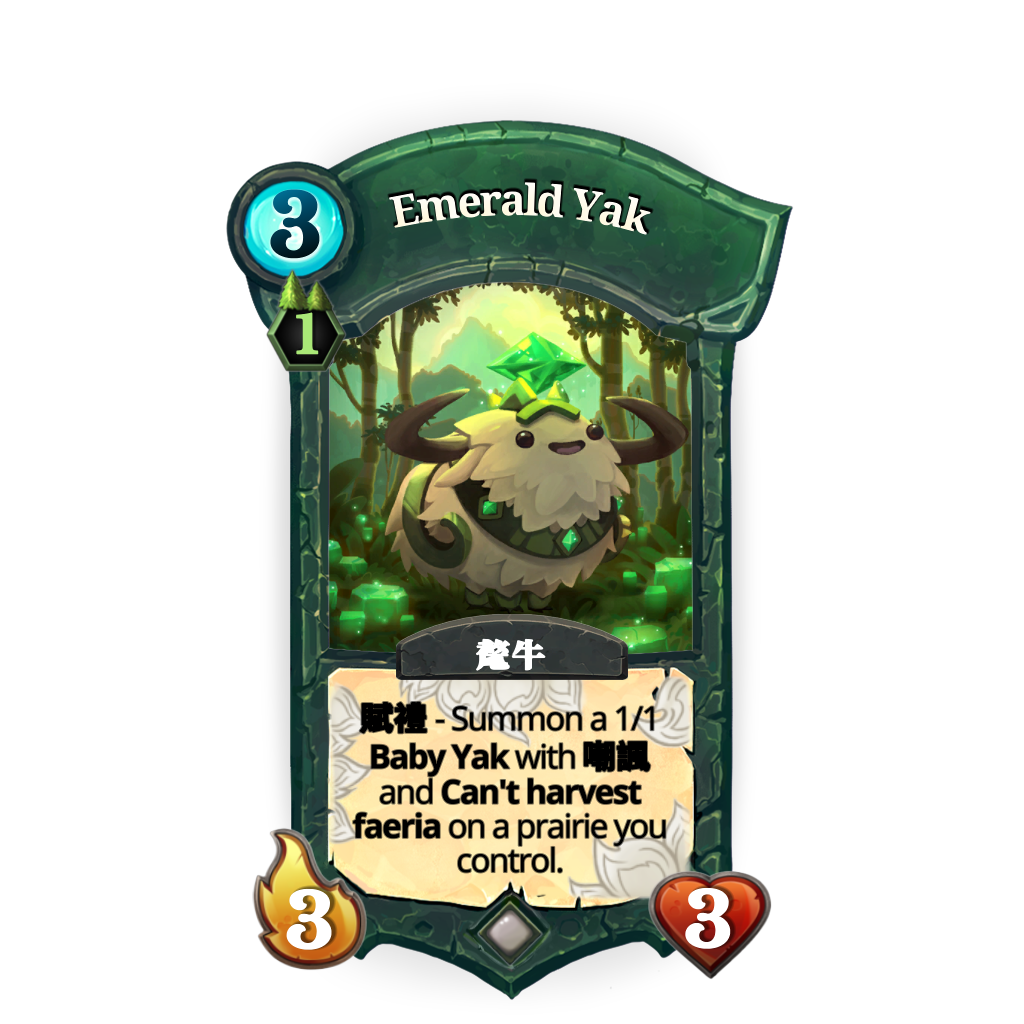 3
Emerald Yak
1
氂牛
賦禮 - Summon a 1/1
Baby Yak with 嘲諷
and Can't harvest
faeria on a prairie you
control.
3
3